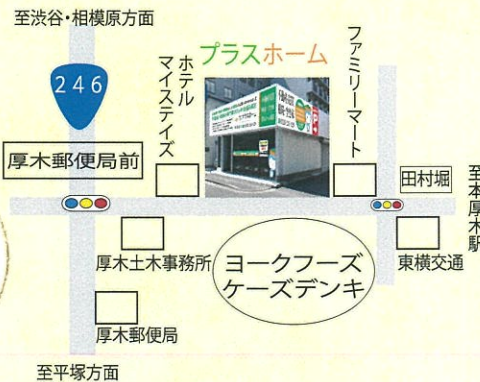 至渋谷・相模原方面
246
ホテル
マイステイズ
プラスホーム
ファミリーマート
厚木郵便局前
田村堀
至本厚木駅
厚木土木事務所
ヨークフーズ
ケーズデンキ
東横交通
厚木郵便局
至平塚方面